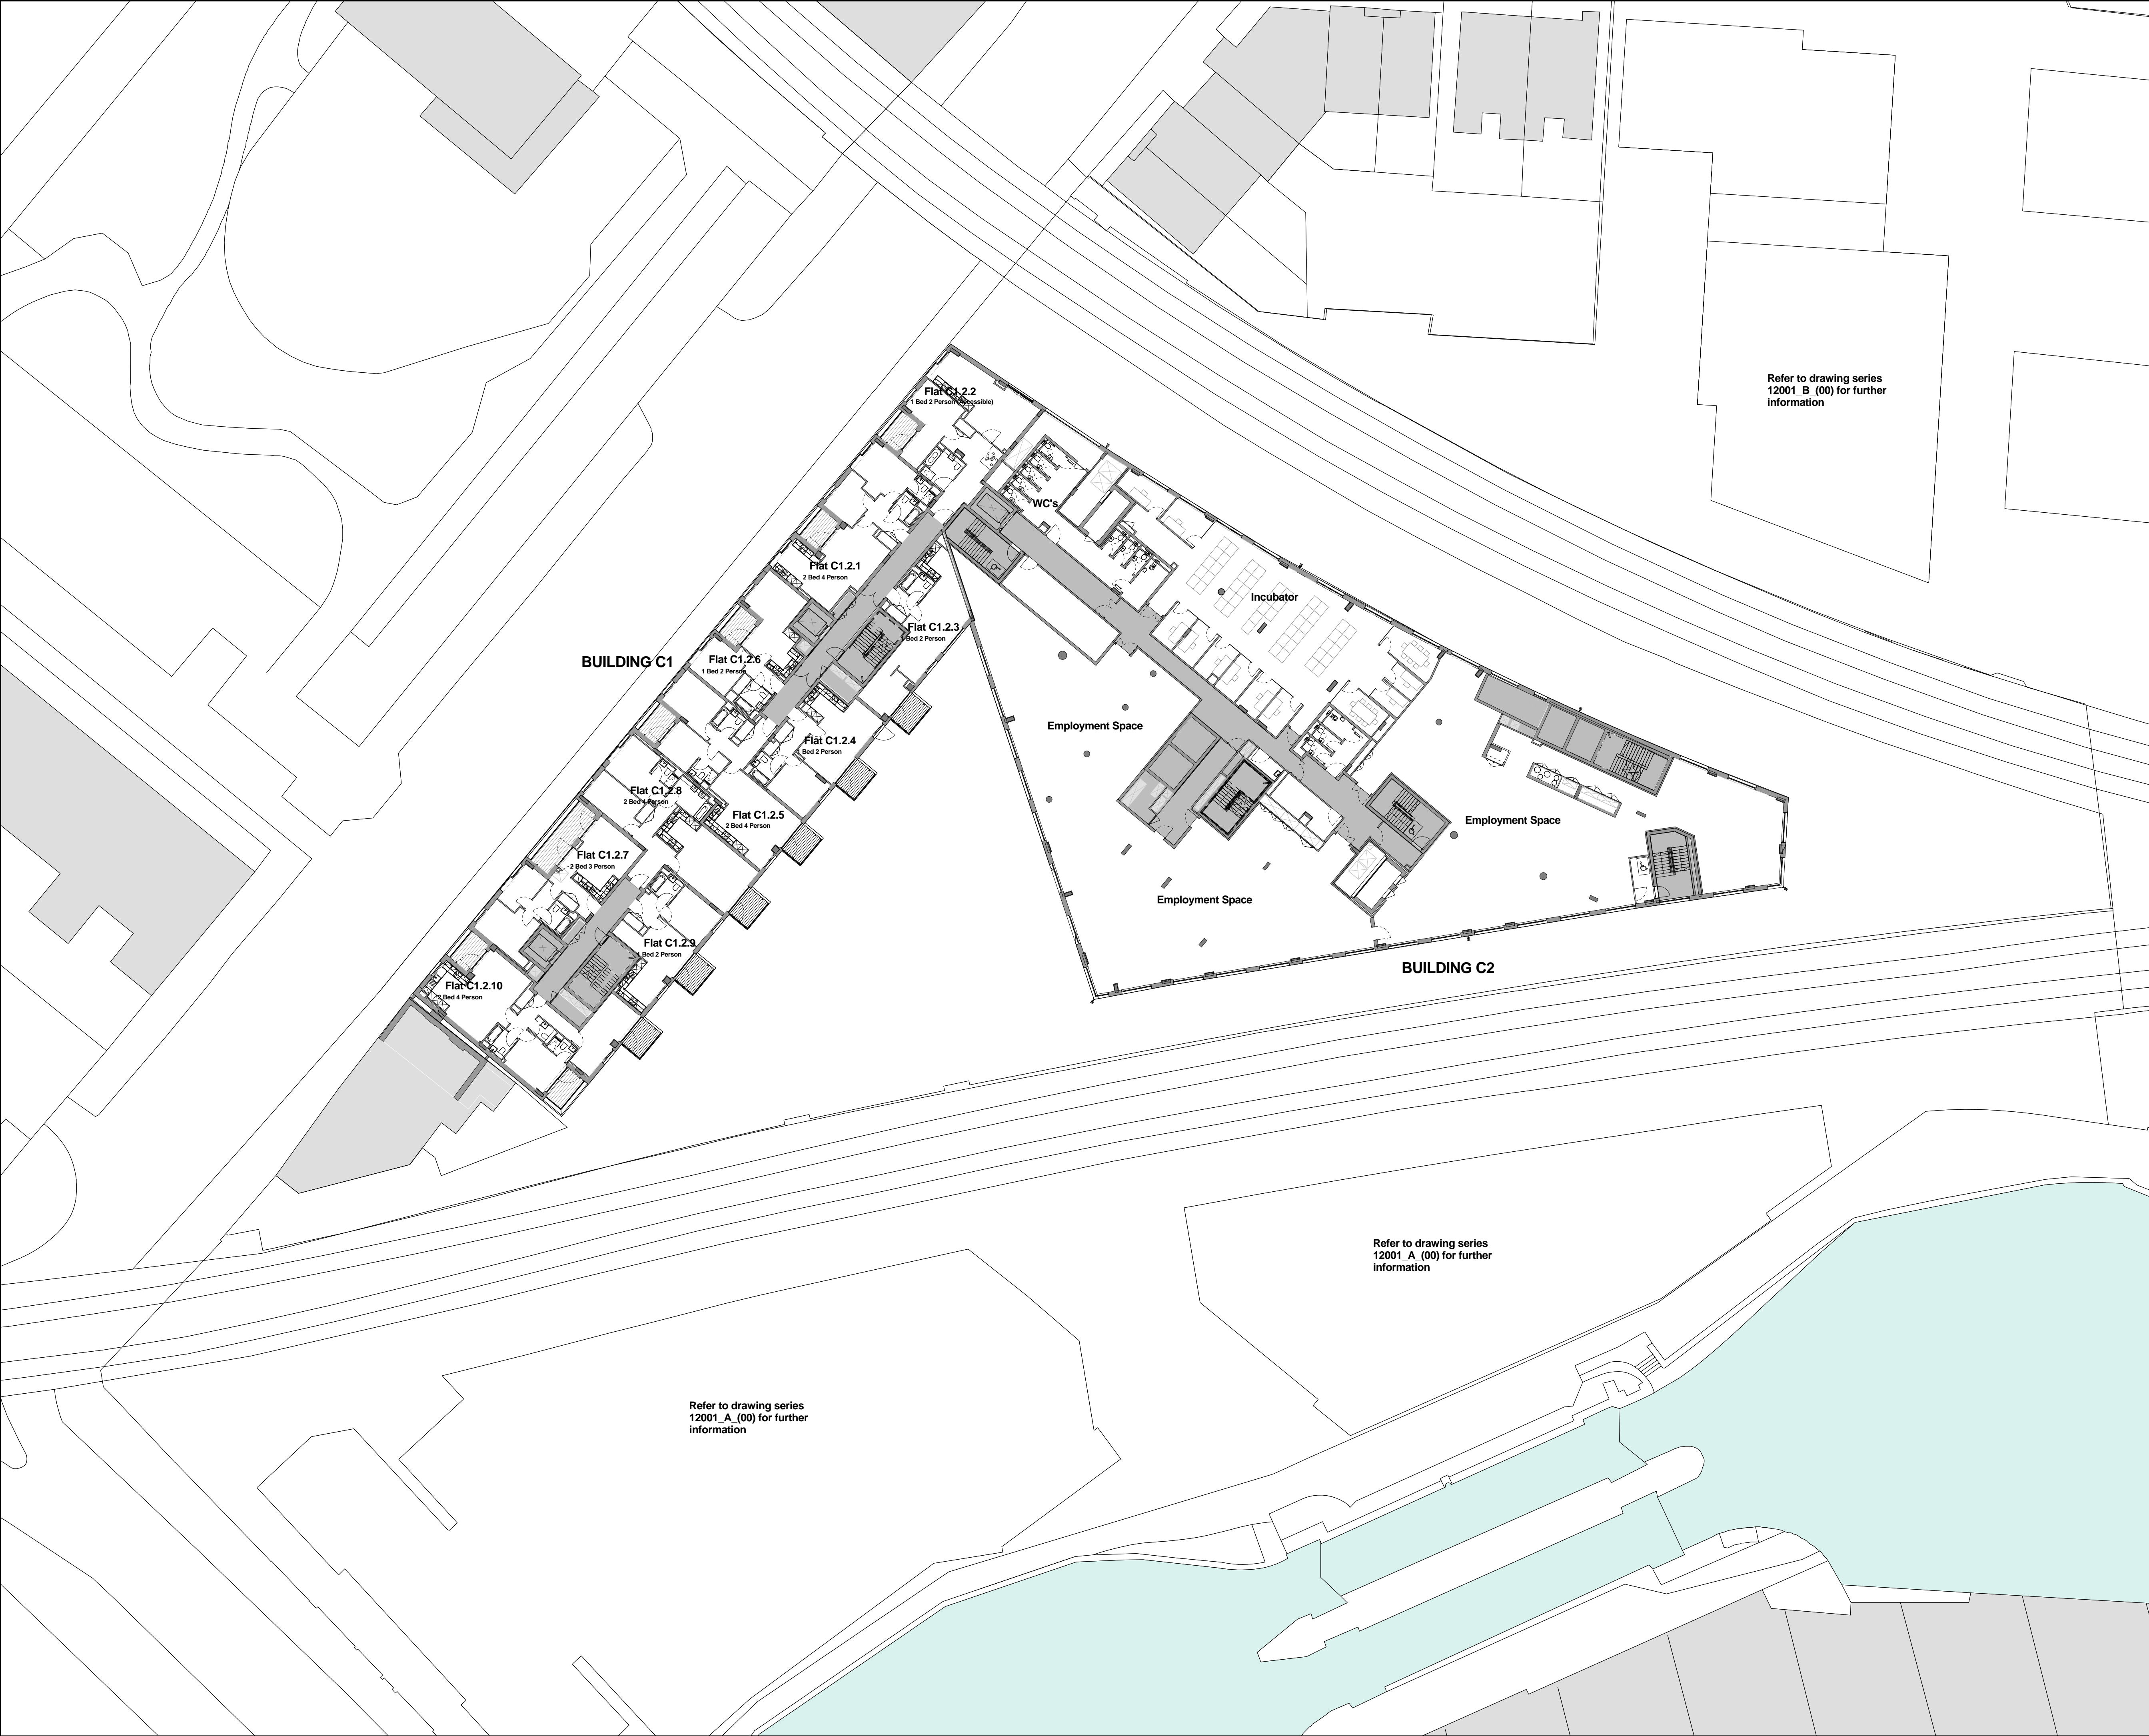 Refer to drawing series
12001_B_(00) for further
information
Flat C1.2.2
1 Bed 2 Person (Accessible)
WC's
Flat C1.2.1
2 Bed 4 Person
Incubator
Flat C1.2.3
Bed 2 Person
BUILDING C1
Flat C1.2.6
1 Bed 2 Person
Employment Space
Flat C1.2.4
1 Bed 2 Person
Flat C1.2.8
2 Bed 4 Person
Flat C1.2.5
2 Bed 4 Person
Employment Space
Flat C1.2.7
2 Bed 3 Person
Employment Space
Flat C1.2.9
1 Bed 2 Person
BUILDING C2
Flat C1.2.10
Bed 4 Person
Refer to drawing series
12001_A_(00) for further
information
Refer to drawing series
12001_A_(00) for further
information